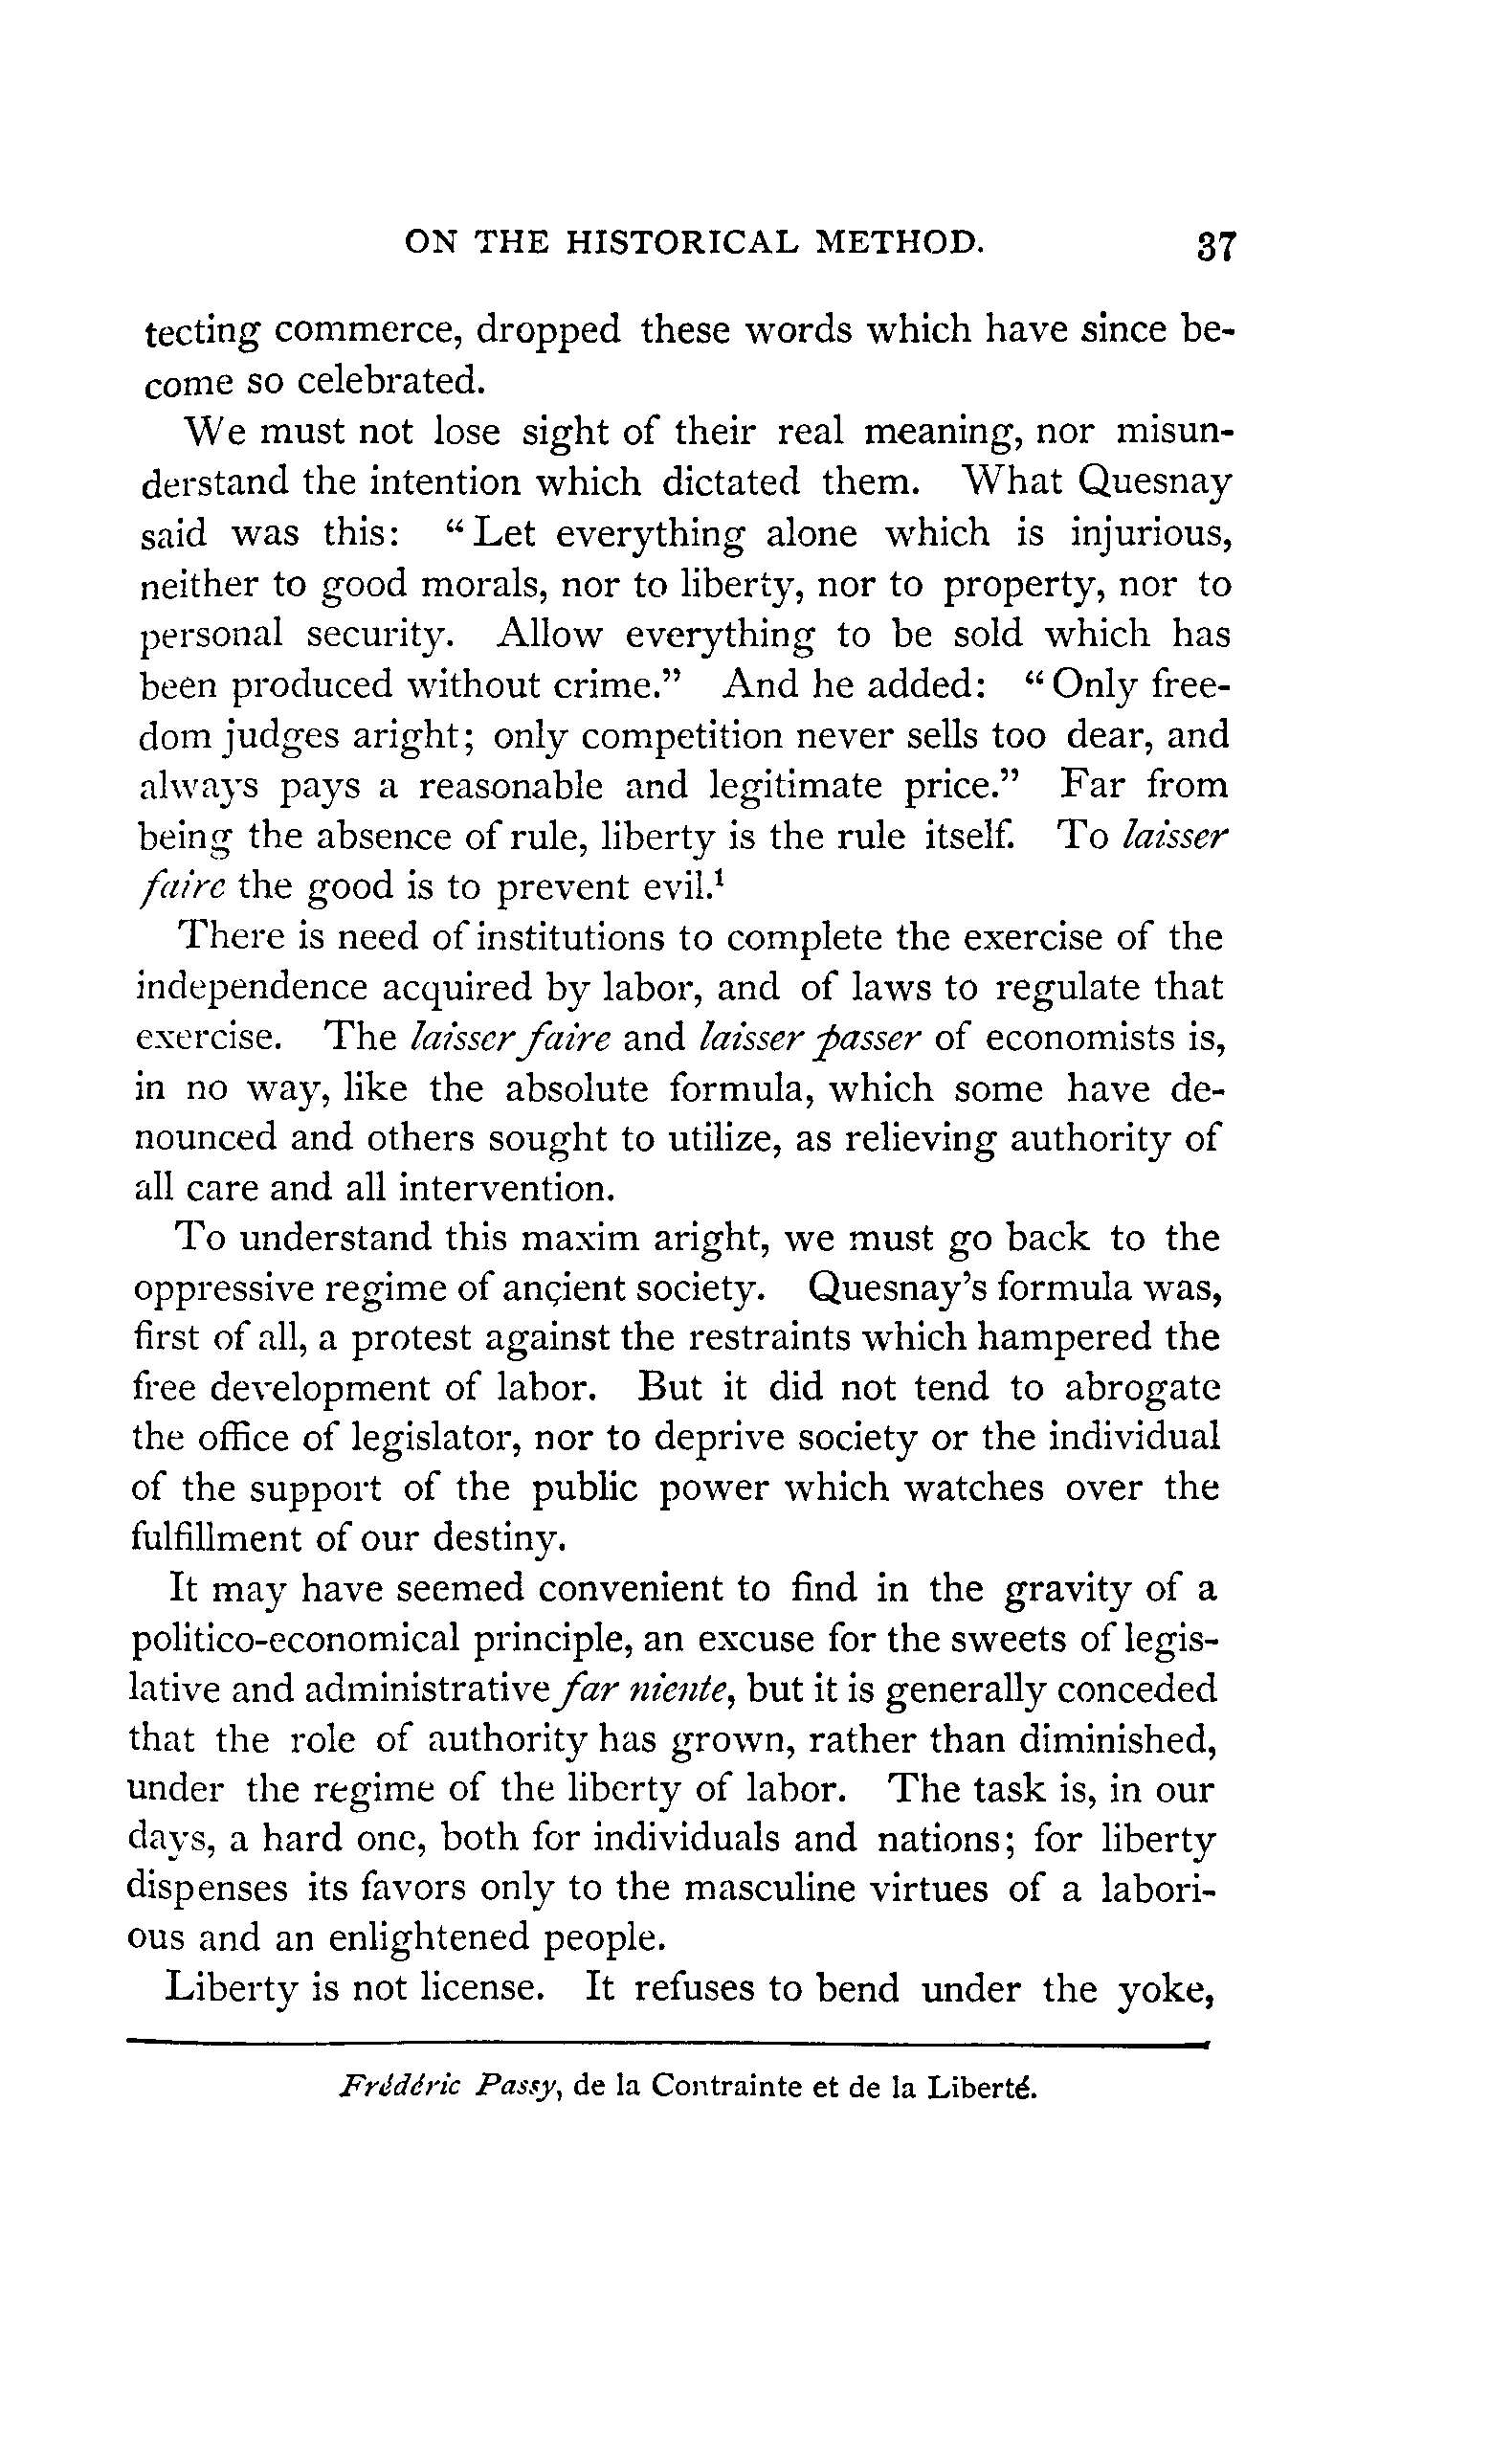 ON THE HISTORICAL METHOD. 37
tecting commerce, dropped these words which have since be-
come so celebrated.
We must not lose sight of their real meaning, nor misun-
derstand the intention which dictated them. What Quesnay
said was this: “Let everything alone which is injurious,
neither to good morals, nor to liberty, nor to property, nor to
personal security. Allow everything to be sold which has
been produced without crime.” And he added: “Only free-
dom judges aright; only competition never sells too dear, and
always pays a reasonable and legitimate price.” Far from
being the absence of rule, liberty is the rule itself. To laisser
faire the good is to prevent evil.¹
There is need of institutions to complete the exercise of the
independence acquired by labor, and of laws to regulate that
exercise. The laisser faire and laisser passer of economists is,
in no way, like the absolute formula, which some have de-
nounced and others sought to utilize, as relieving authority of
all care and all intervention.
To understand this maxim aright, we must go back to the
oppressive regime of ançient society. Quesnay’s formula was,
first of all, a protest against the restraints which hampered the
free development of labor. But it did not tend to abrogate
the office of legislator, nor to deprive society or the individual
of the support of the public power which watches over the
fulfillment of our destiny.
It may have seemed convenient to find in the gravity of a
politico-economical principle, an excuse for the sweets of legis-
lative and administrative far niente, but it is generally conceded
that the role of authority has grown, rather than diminished,
under the regime of the liberty of labor. The task is, in our
days, a hard one, both for individuals and nations; for liberty
dispenses its favors only to the masculine virtues of a labori-
ous and an enlightened people.
Liberty is not license. It refuses to bend under the yoke,
Frédéric Passy, de la Contrainte et de la Liberté.